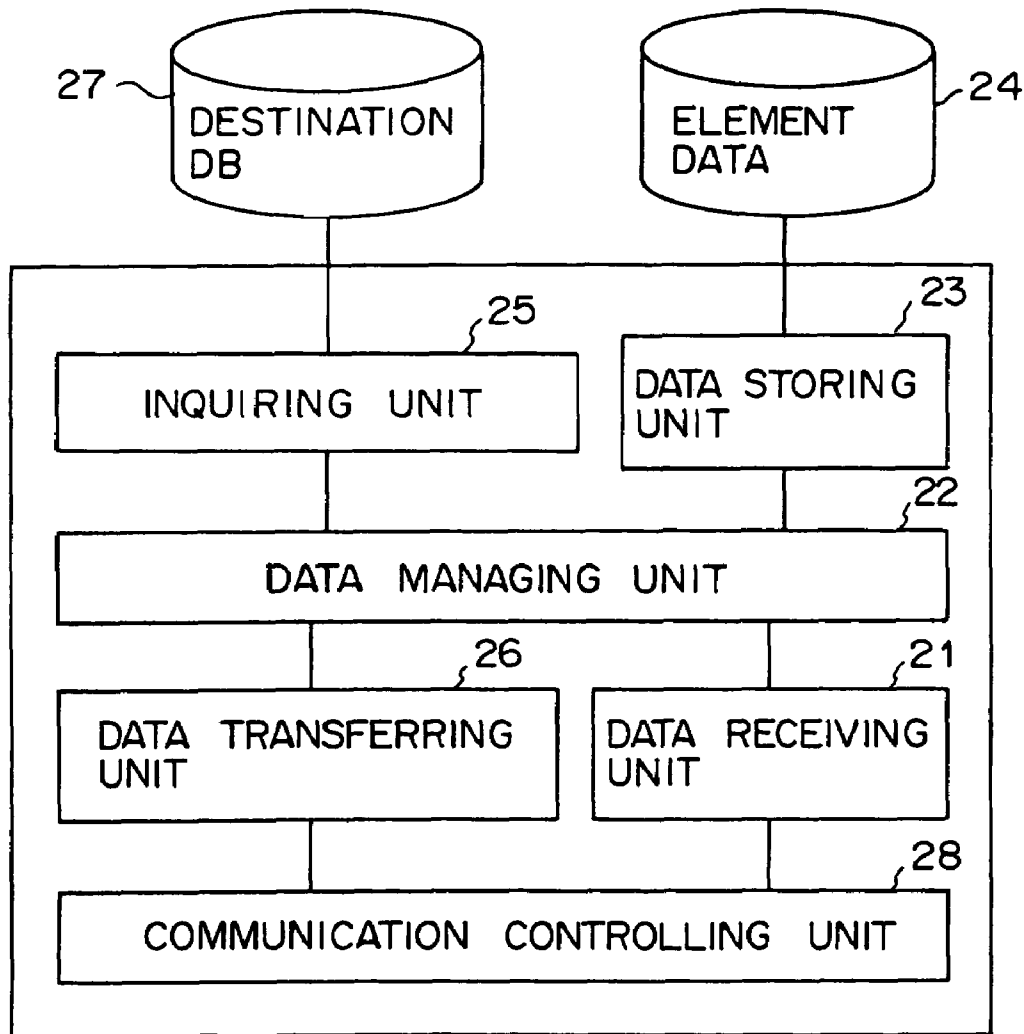 27
DESTINATION
DB
ELEMENT
DATA
24
25
INQUIRING UNIT
23
DATA STORING
UNIT
22
DATA MANAGING UNIT
26
DATA TRANSFERRING
UNIT
21
DATA RECEIVING
UNIT
28
COMMUNICATION CONTROLLING UNIT